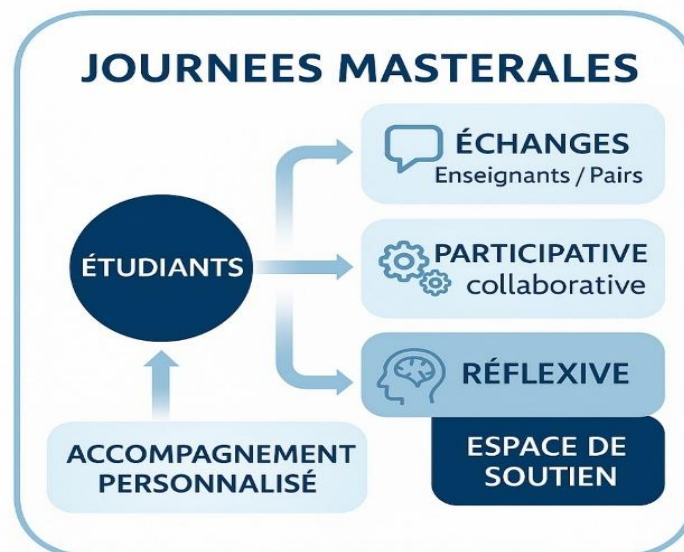 JOURNEES MASTERALES
ÉCHANGES
Enseignants / Pairs
ÉTUDIANTS
PARTICIPATIVE
collaborative
RÉFLEXIVE
ACCOMPAGNEMENT
PERSONNALISÉ
ESPACE DE
SOUTIEN